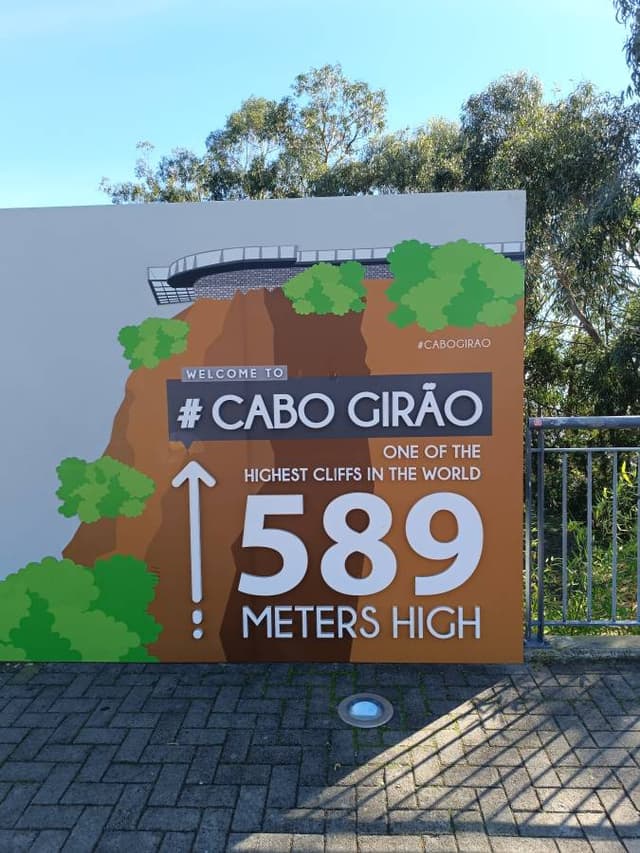 #CABOGIRAO
WELCOME TO
# CABO GIRÃO
ONE OF THE
HIGHEST CLIFFS IN THE WORLD
589
METERS HIGH